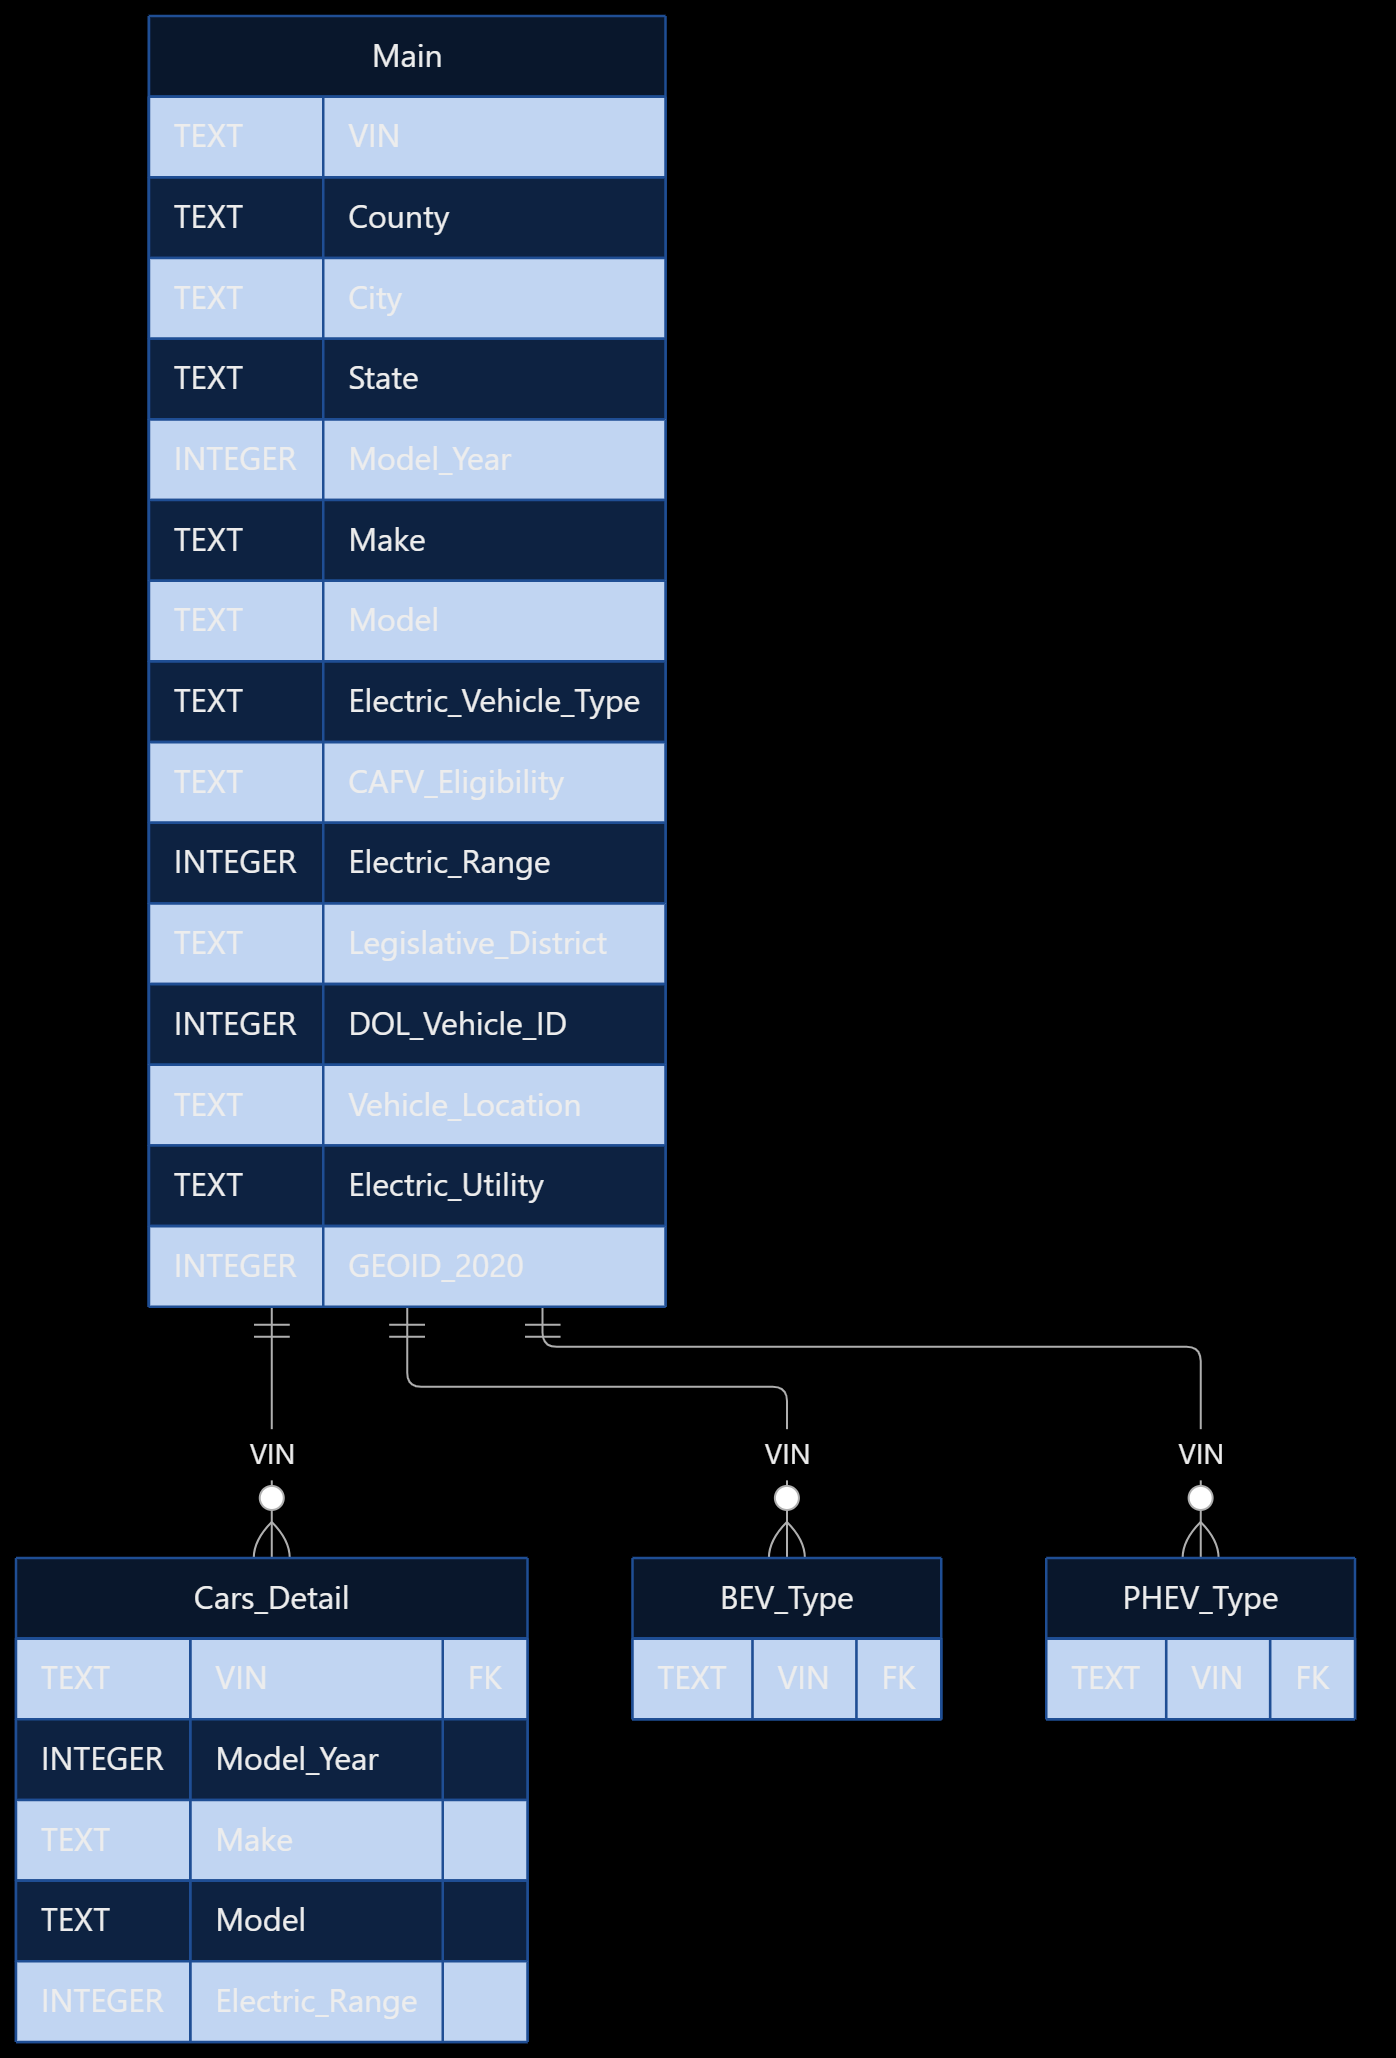 Main
TEXT VIN
TEXT County
TEXT City
TEXT State
INTEGER Model_Year
TEXT Make
TEXT Model
TEXT Electric_Vehicle_Type
TEXT CAFV_Eligibility
INTEGER Electric_Range
TEXT Legislative_District
INTEGER DOL_Vehicle_ID
TEXT Vehicle_Location
TEXT Electric_Utility
INTEGER GEOID_2020
VIN VIN VIN
Cars_Detail
TEXT VIN FK
INTEGER Model_Year
TEXT Make
TEXT Model
INTEGER Electric_Range
BEV_Type
TEXT VIN FK
PHEV_Type
TEXT VIN FK